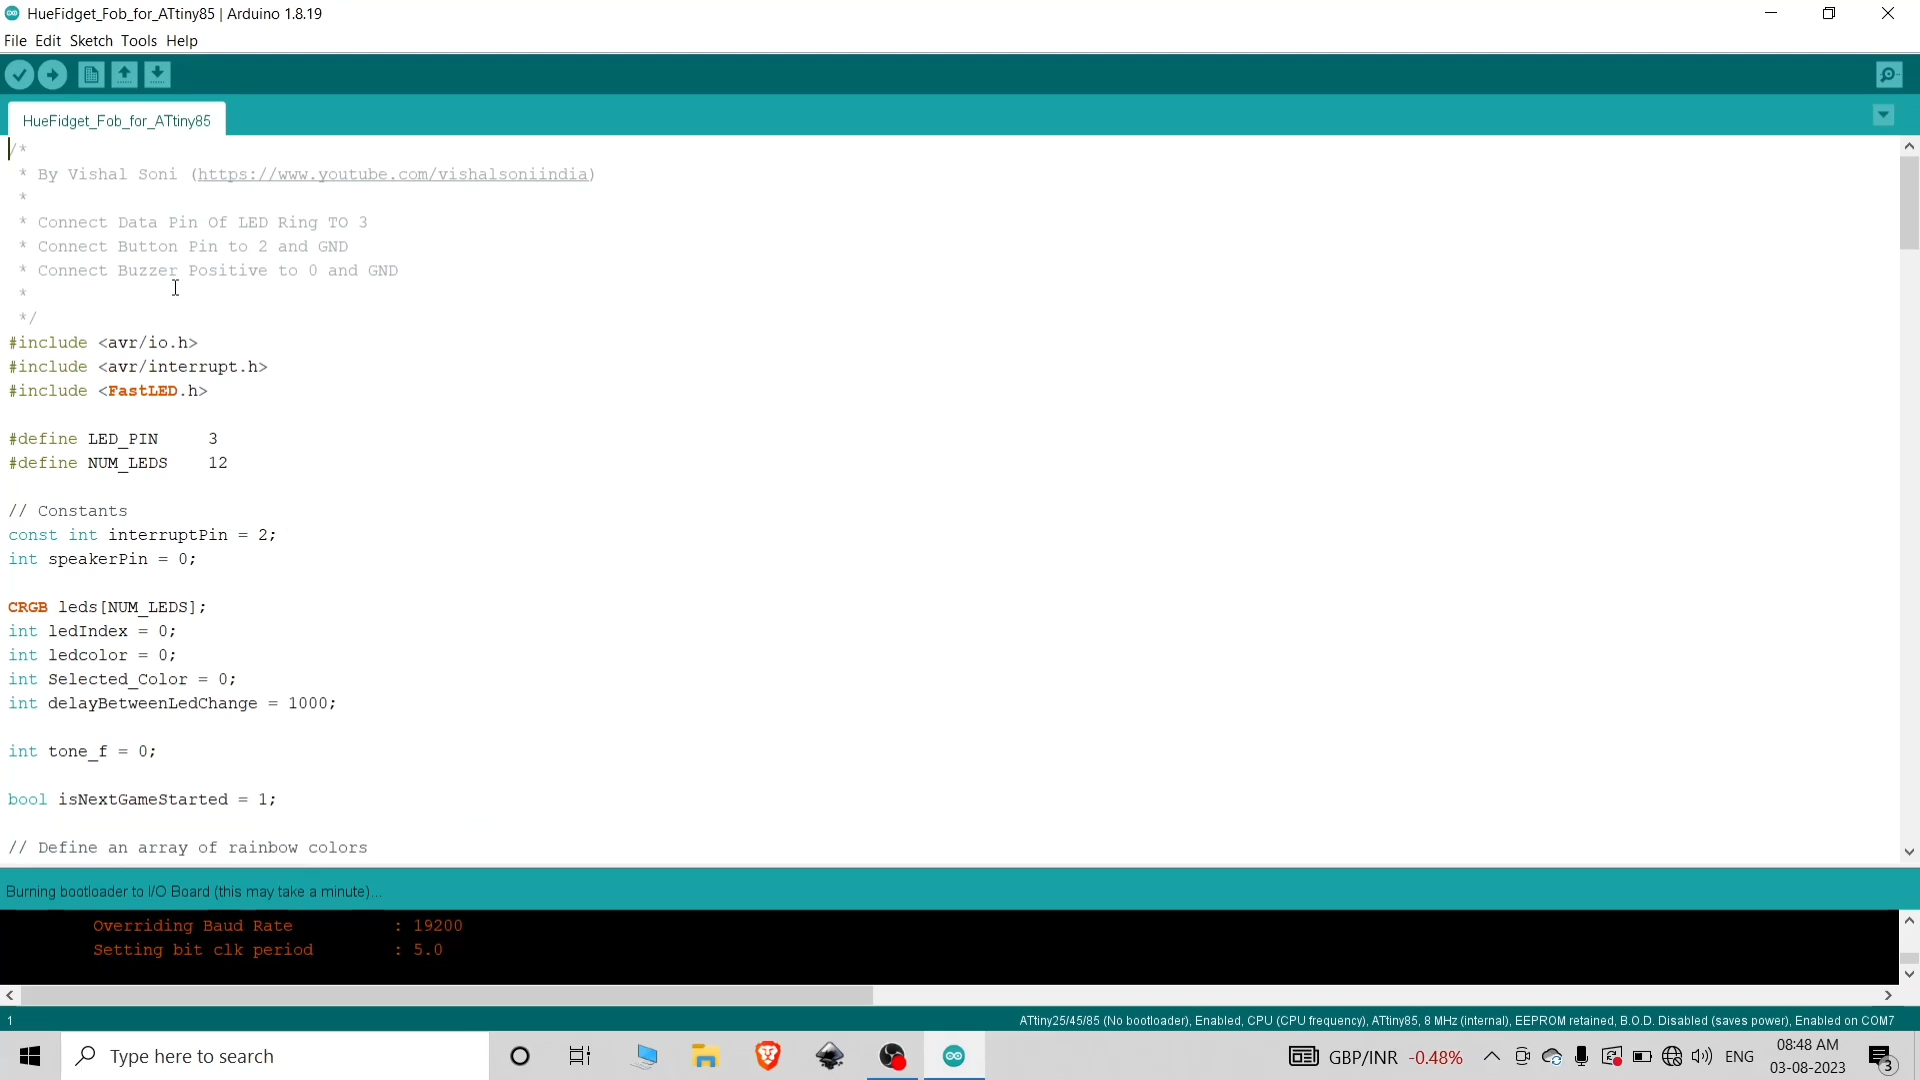 HueFidget_Fob_for_ATtiny85 | Arduino 1.8.19
File Edit Sketch Tools Help
HueFidget_Fob_for_ATtiny85
/*
* By Vishal Soni (https://www.youtube.com/vishalsoniindia)
*
* Connect Data Pin Of LED Ring TO 3
* Connect Button Pin to 2 and GND
* Connect Buzzer Positive to 0 and GND
*
*/
#include <avr/io.h>
#include <avr/interrupt.h>
#include <FastLED.h>
#define LED_PIN 3
#define NUM_LEDS 12
// Constants
const int interruptPin = 2;
int speakerPin = 0;
CRGB leds[NUM_LEDS];
int ledIndex = 0;
int ledcolor = 0;
int Selected_Color = 0;
int delayBetweenLedChange = 1000;
int tone_f = 0;
bool isNextGameStarted = 1;
// Define an array of rainbow colors
Burning bootloader to I/O Board (this may take a minute)...
Overriding Baud Rate : 19200
Setting bit clk period : 5.0
1 ATtiny25/45/85 (No bootloader), Enabled, CPU (CPU frequency), ATtiny85, 8 MHz (internal), EEPROM retained, B.O.D. Disabled (saves power), Enabled on COM7
Type here to search GBP/INR -0.48% ENG 08:48 AM
03-08-2023 3